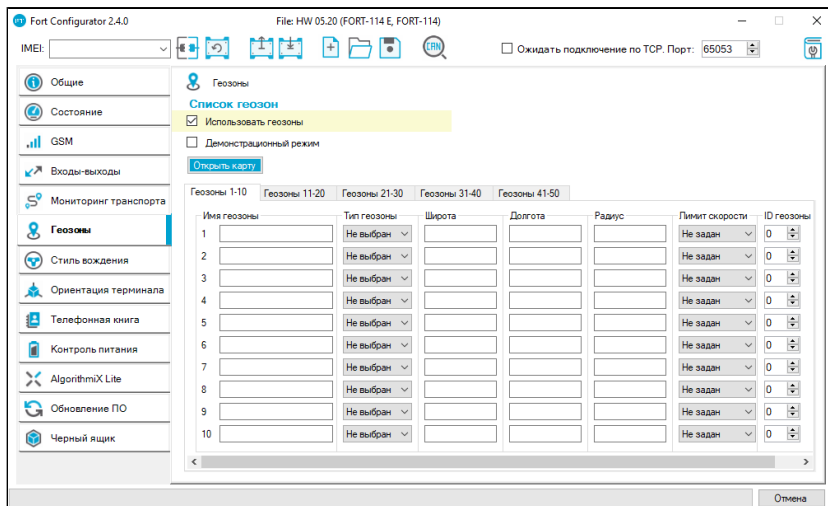 Fort Configurator 2.4.0 File: HW 05.20 (FORT-114 E, FORT-114)
IMEI: CAN Ожидать подключение по TCP. Порт: 65053
Общие
Состояние
GSM
Входы-выходы
Мониторинг транспорта
Геозоны
Стиль вождения
Ориентация терминала
Телефонная книга
Контроль питания
AlgorithmiX Lite
Обновление ПО
Черный ящик
Геозоны
Список геозон
Использовать геозоны
Демонстрационный режим
Открыть карту
Геозоны 1-10 Геозоны 11-20 Геозоны 21-30 Геозоны 31-40 Геозоны 41-50
Имя геозоны Тип геозоны Широта Долгота Радиус Лимит скорости ID геозоны
1 Не выбран Не задан 0
2 Не выбран Не задан 0
3 Не выбран Не задан 0
4 Не выбран Не задан 0
5 Не выбран Не задан 0
6 Не выбран Не задан 0
7 Не выбран Не задан 0
8 Не выбран Не задан 0
9 Не выбран Не задан 0
10 Не выбран Не задан 0
Отмена